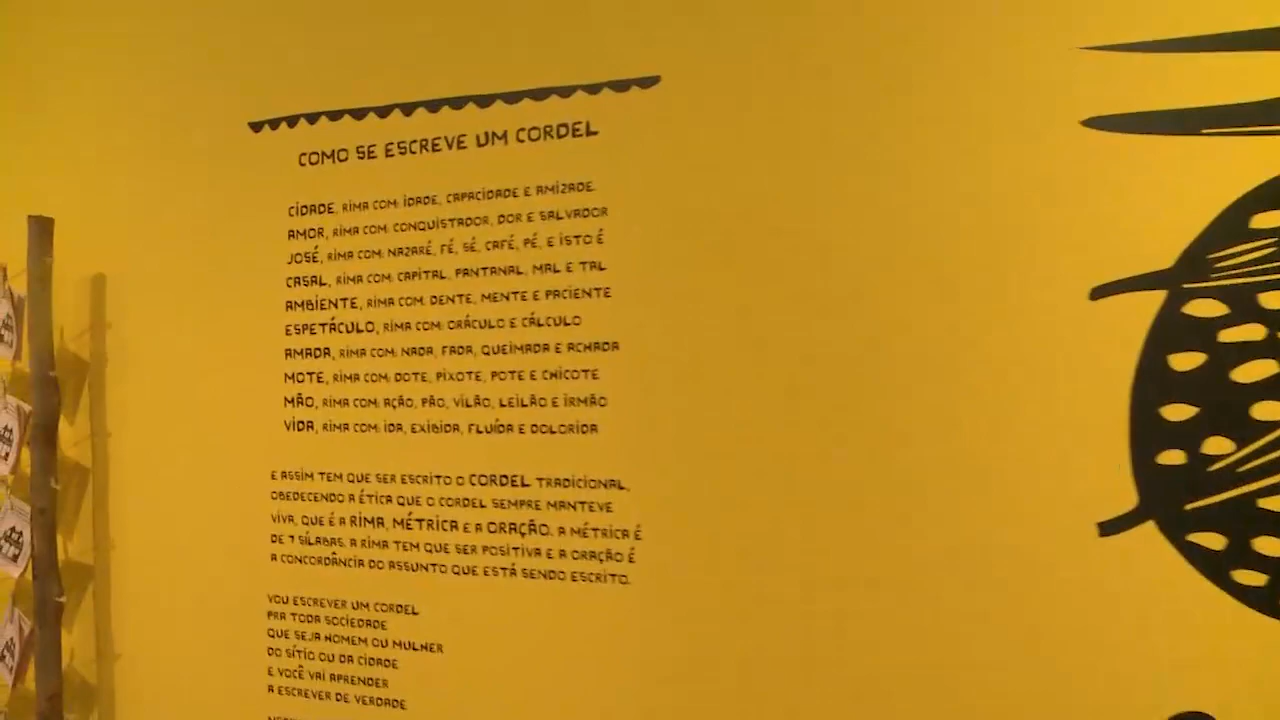 COMO SE ESCREVE UM CORDEL
CIDADE, RIMA COM: IDADE, CAPACIDADE E AMIZADE.
AMOR, RIMA COM: CONQUISTADOR, DOR E SALVADOR
JOSÉ, RIMA COM: NAZARÉ, FÉ, SÉ, CAFÉ, PÉ, E ISTO É
CASAL, RIMA COM: CAPITAL, PANTANAL, MAL E TAL
AMBIENTE, RIMA COM: DENTE, MENTE E PACIENTE
ESPETÁCULO, RIMA COM: ORÁCULO E CÁLCULO
AMADA, RIMA COM: NADA, FADA, QUEIMADA E ACHADA
MOTE, RIMA COM: DOTE, PIXOTE, POTE E CHICOTE
MÃO, RIMA COM: AÇÃO, PÃO, VILÃO, LEILÃO E IRMÃO
VIDA, RIMA COM: IDA, EXIBIDA, FLUÍDA E DOLORIDA
E ASSIM TEM QUE SER ESCRITO O CORDEL TRADICIONAL,
OBEDECENDO A ÉTICA QUE O CORDEL SEMPRE MANTEVE
VIVA, QUE É A RIMA, MÉTRICA E A ORAÇÃO. A MÉTRICA É
DE 7 SÍLABAS. A RIMA TEM QUE SER POSITIVA E A ORAÇÃO É
A CONCORDÂNCIA DO ASSUNTO QUE ESTÁ SENDO ESCRITO.
VOU ESCREVER UM CORDEL
PRA TODA SOCIEDADE
QUE SEJA HOMEM OU MULHER
DO SÍTIO OU DA CIDADE
E VOCÊ VAI APRENDER
A ESCREVER DE VERDADE